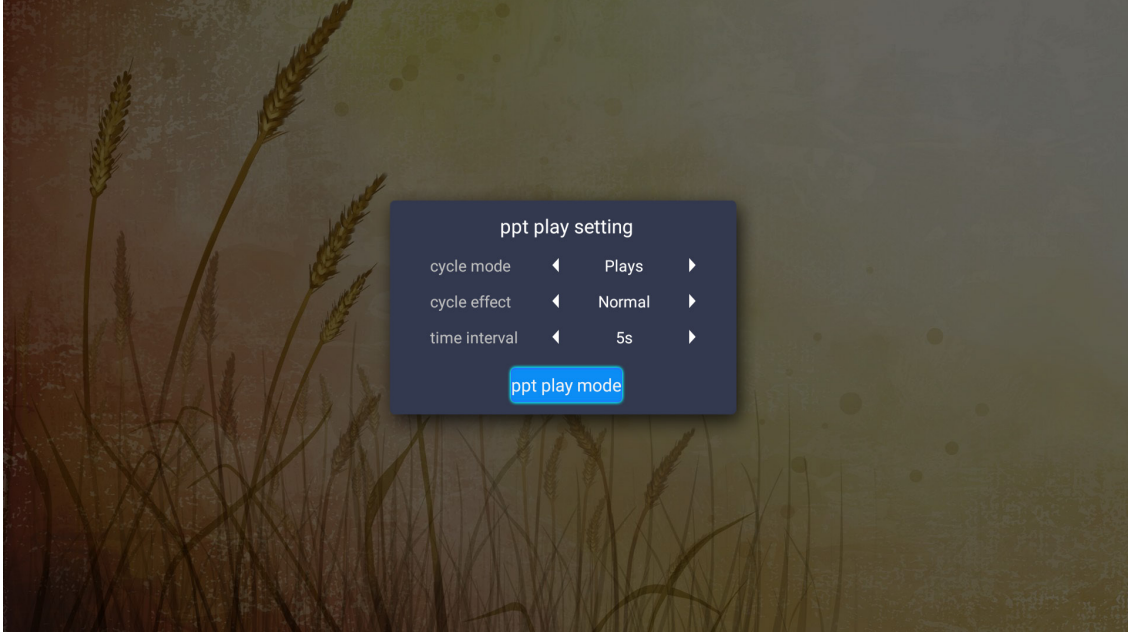 ppt play setting
cycle mode Plays
cycle effect Normal
time interval 5s
ppt play mode